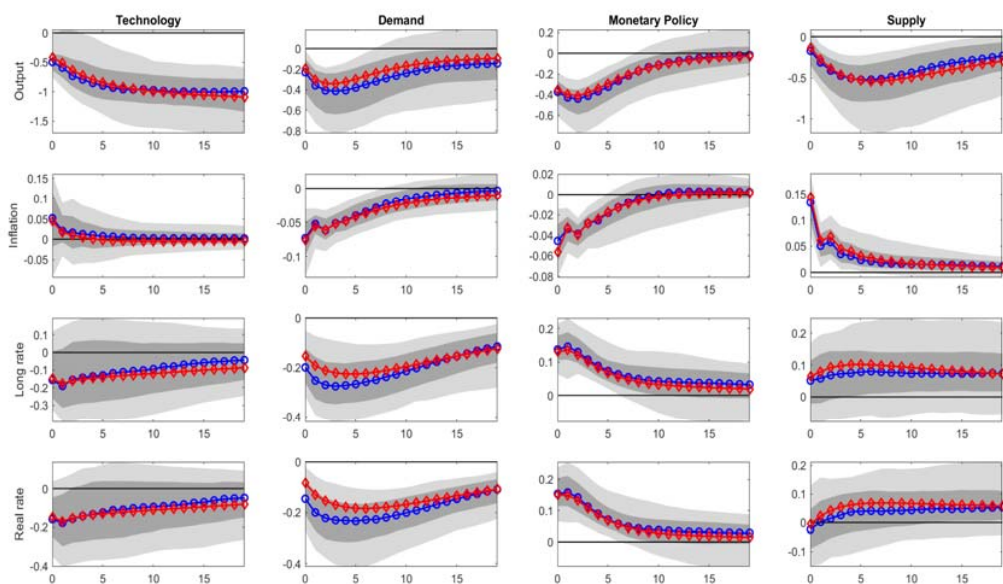 Technology Demand Monetary Policy Supply
Output
0 -0.5 -1 -1.5
0 5 10 15
0 -0.2 -0.4 -0.6 -0.8
0 5 10 15
0.2 0 -0.2 -0.4 -0.6
0 5 10 15
0 -0.5 -1
0 5 10 15
Inflation
0.15 0.1 0.05 0 -0.05
0 5 10 15
0 -0.05 -0.1
0 5 10 15
0.02 0 -0.02 -0.04 -0.06 -0.08
0 5 10 15
0.15 0.1 0.05 0
0 5 10 15
Long rate
0.1 0 -0.1 -0.2 -0.3
0 5 10 15
0 -0.2 -0.4
0 5 10 15
0.2 0.1 0
0 5 10 15
0.2 0.1 0
0 5 10 15
Real rate
0 -0.2 -0.4
0 5 10 15
0 -0.2 -0.4
0 5 10 15
0.2 0.1 0
0 5 10 15
0.2 0.1 0 -0.1
0 5 10 15